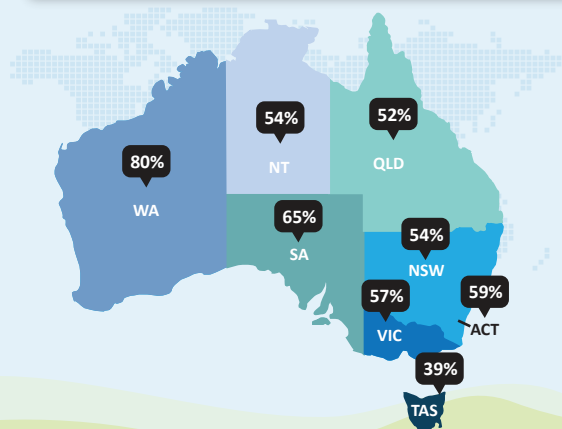 52%
54%
QLD
80%
NT
WA
65%
54%
SA
NSW
57%
59%
VIC
ACT
39%
TAS